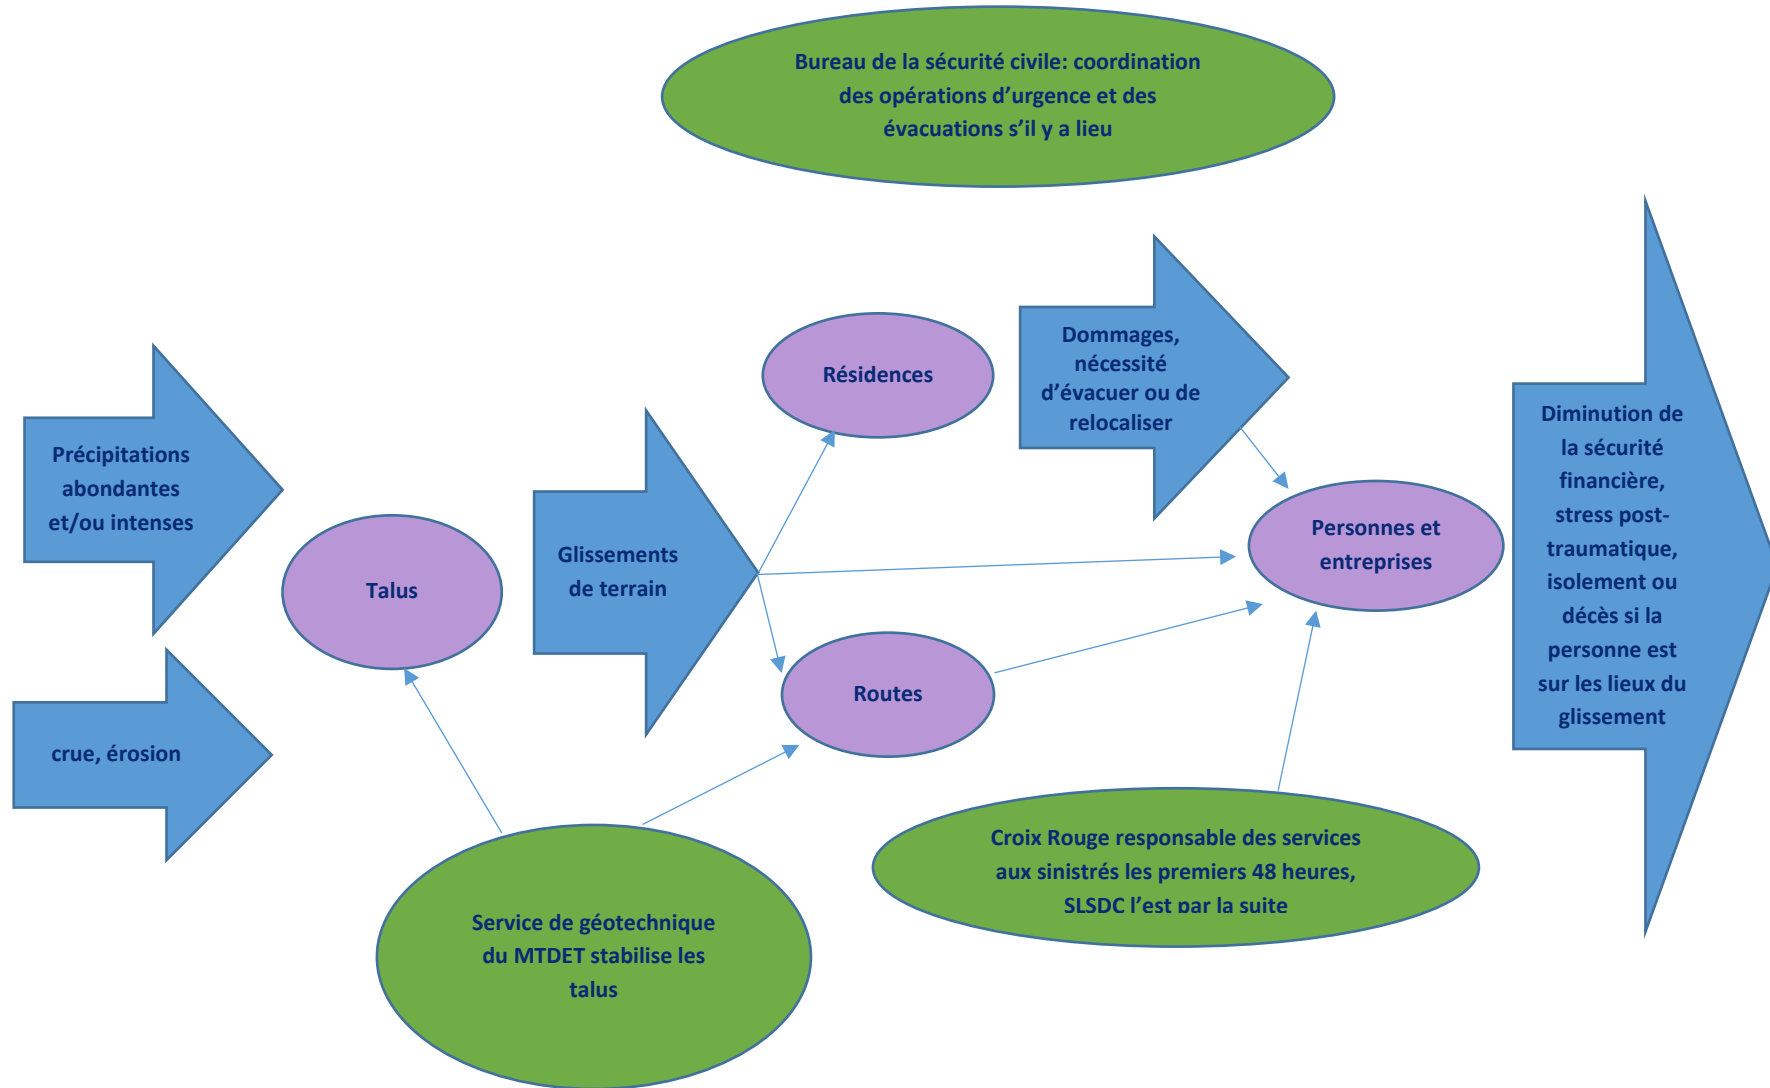 Bureau de la sécurité civile: coordination
des opérations d’urgence et des
évacuations s’il y a lieu
Précipitations
abondantes
et/ou intenses
crue, érosion
Talus
Glissements
de terrain
Résidences
Routes
Dommages,
nécessité
d’évacuer ou de
relocaliser
Personnes et
entreprises
Diminution de
la sécurité
financière,
stress post-
traumatique,
isolement ou
décès si la
personne est
sur les lieux du
glissement
Service de géotechnique
du MTDET stabilise les
talus
Croix Rouge responsable des services
aux sinistrés les premiers 48 heures,
SLSDC l’est par la suite